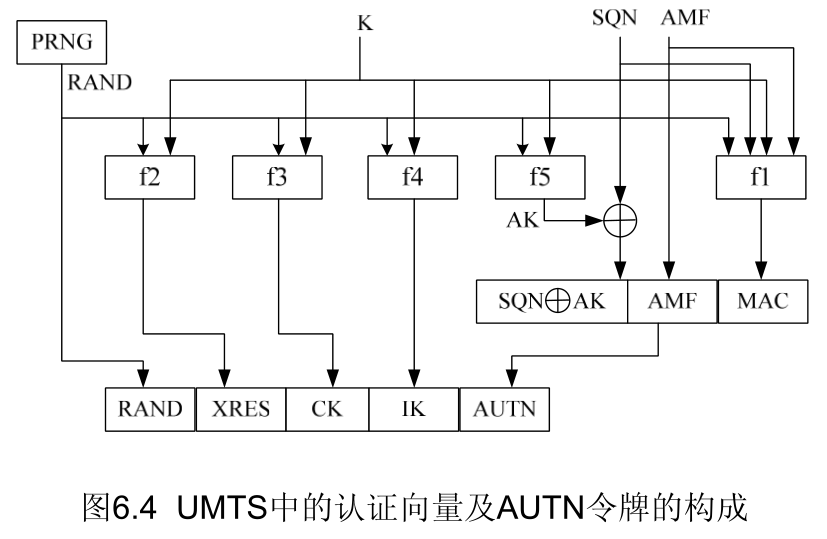 K SQN AMF
PRNG
RAND
f2 f3 f4 f5 f1
AK
SQN⊕AK AMF MAC
RAND XRES CK IK AUTN
图6.4 UMTS中的认证向量及AUTN令牌的构成